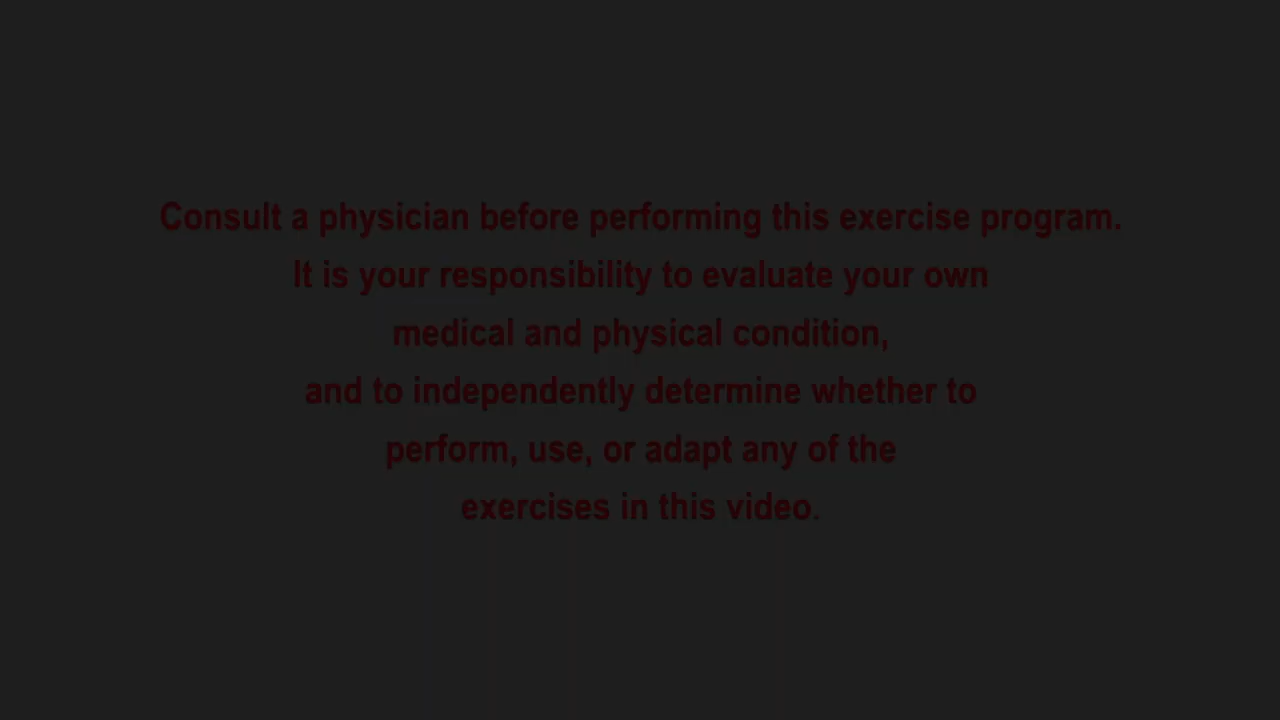 Consult a physician before performing this exercise program.
It is your responsibility to evaluate your own
medical and physical condition,
and to independently determine whether to
perform, use, or adapt any of the
exercises in this video.